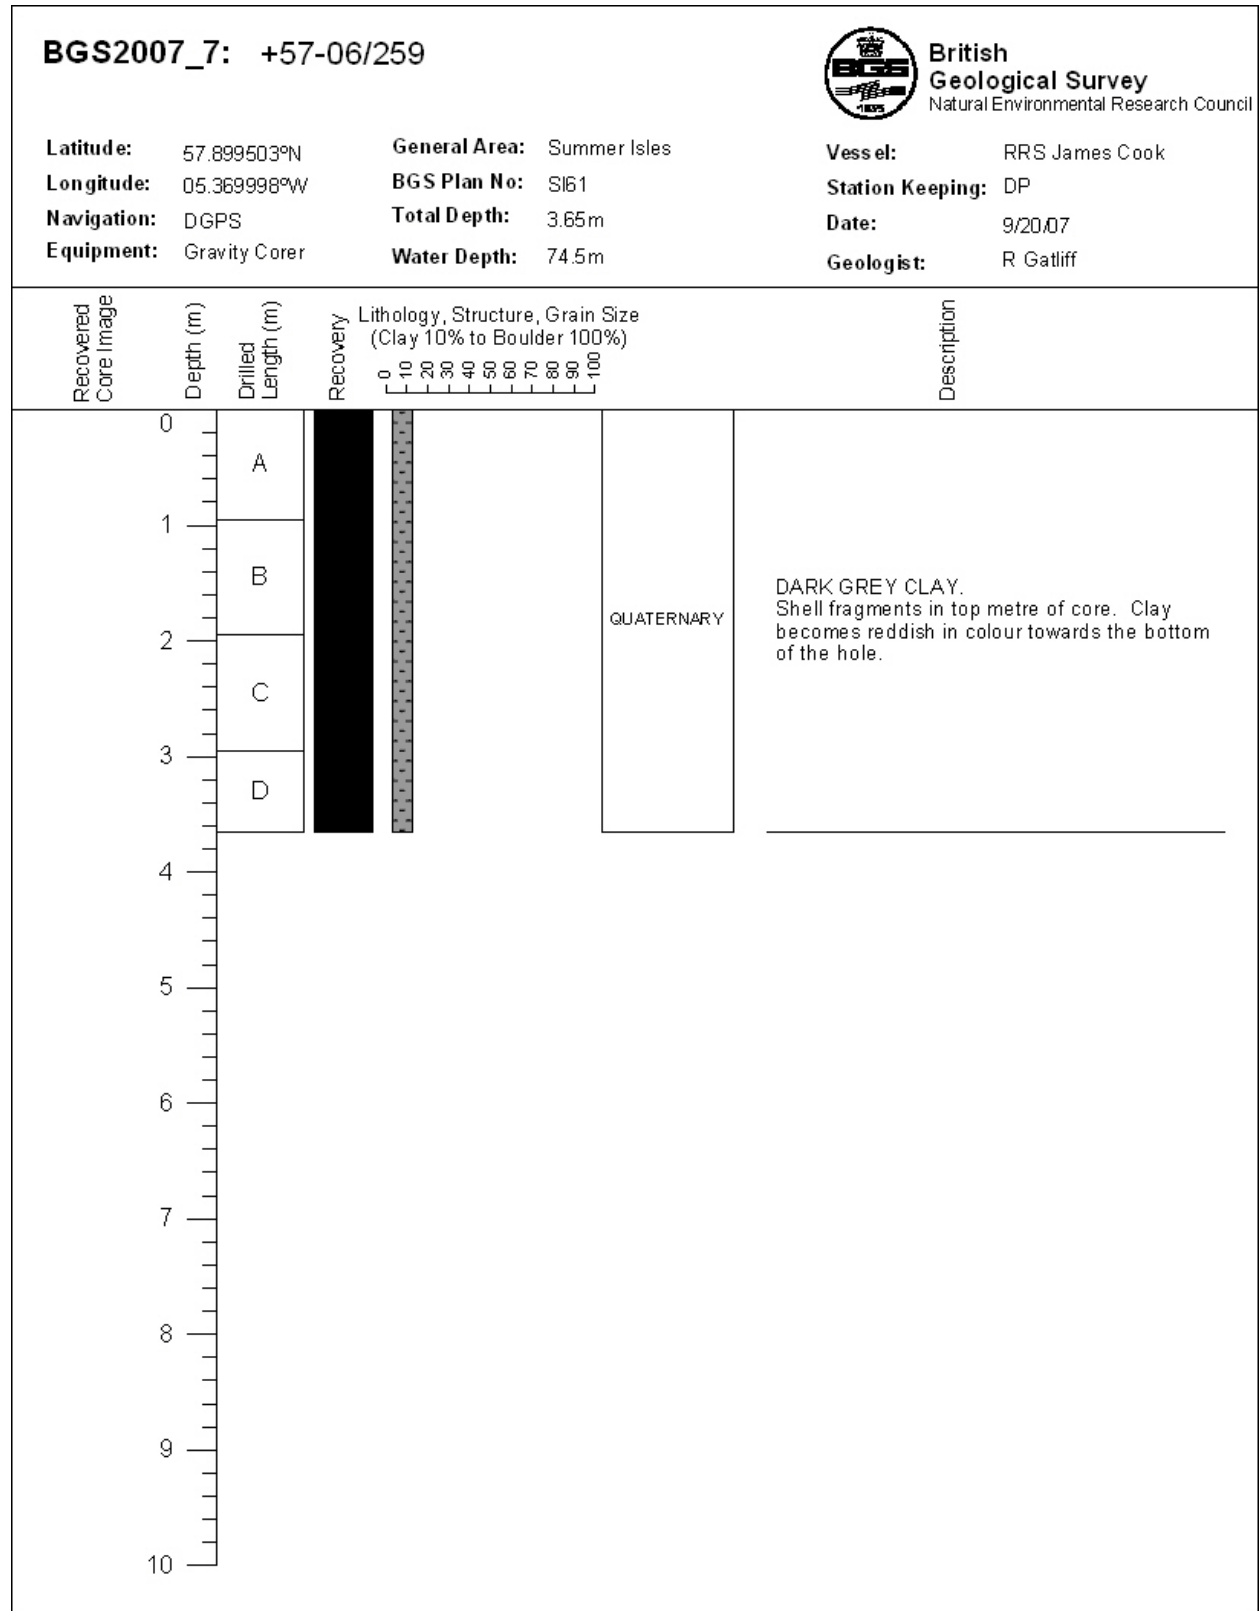 BGS2007_7: +57-06/259
BGS
1835
British
Geological Survey
Natural Environmental Research Council
Latitude: 57.899503ºN
Longitude: 05.369998ºW
Navigation: DGPS
Equipment: Gravity Corer
General Area: Summer Isles
BGS Plan No: SI61
Total Depth: 3.65m
Water Depth: 74.5m
Vessel: RRS James Cook
Station Keeping: DP
Date: 9/20/07
Geologist: R Gatliff
Recovered
Core Image
Depth (m)
Drilled
Length (m)
Recovery
Lithology, Structure, Grain Size
(Clay 10% to Boulder 100%)
0 10 20 30 40 50 60 70 80 90 100
Description
0
A
1
B
2
C
3
D
QUATERNARY
DARK GREY CLAY.
Shell fragments in top metre of core. Clay
becomes reddish in colour towards the bottom
of the hole.
4
5
6
7
8
9
10